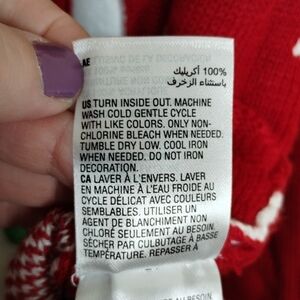 AE
100% أكريليك
باستثناء الزخرف
US TURN INSIDE OUT. MACHINE
WASH COLD GENTLE CYCLE
WITH LIKE COLORS. ONLY NON-
CHLORINE BLEACH WHEN NEEDED.
TUMBLE DRY LOW. COOL IRON
WHEN NEEDED. DO NOT IRON
DECORATION.
CA LAVER À L'ENVERS. LAVER
EN MACHINE À L'EAU FROIDE AU
CYCLE DÉLICAT AVEC COULEURS
SEMBLABLES. UTILISER UN
AGENT DE BLANCHIMENT NON
CHLORÉ SEULEMENT AU BESOIN.
SÉCHER PAR CULBUTAGE À BASSE
TEMPÉRATURE. REPASSER À